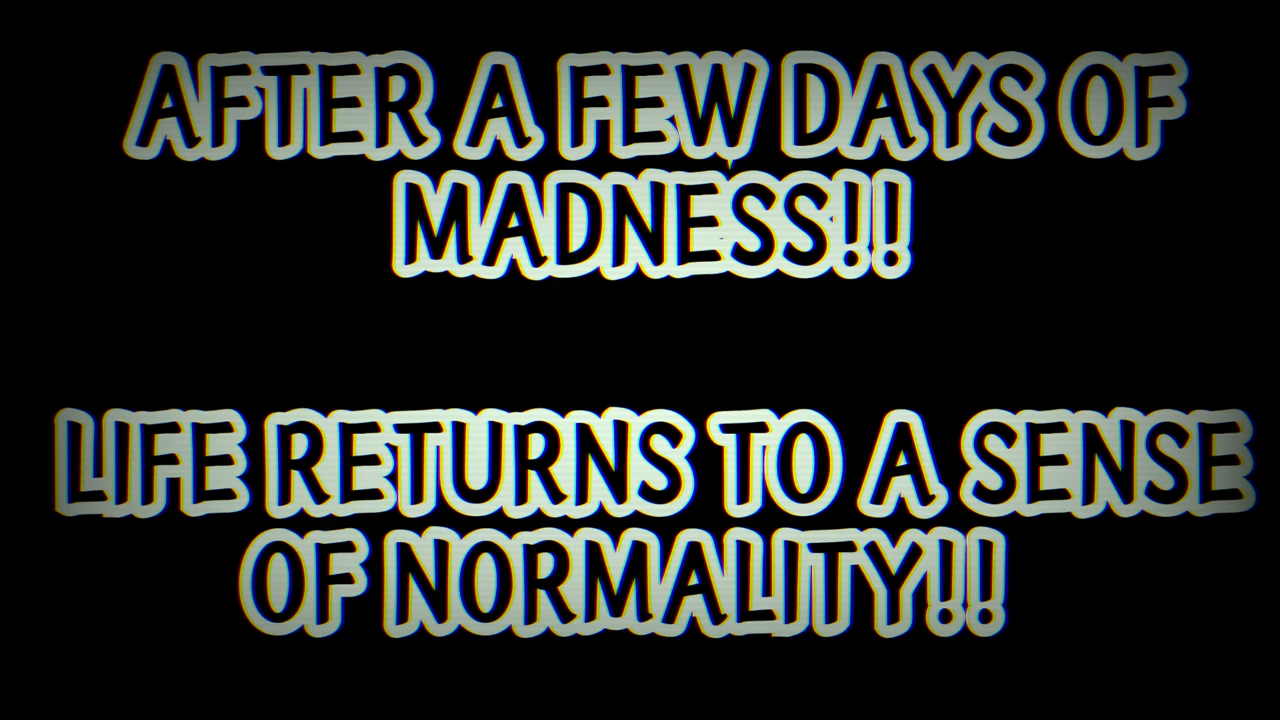 AFTER A FEW DAYS OF
MADNESS!!
LIFE RETURNS TO A SENSE
OF NORMALITY!!